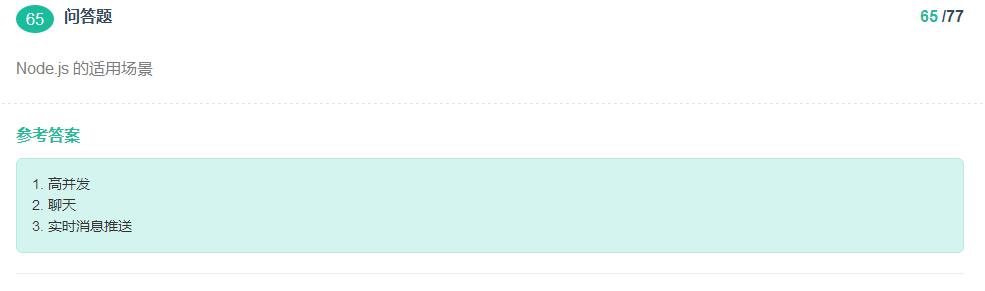 65 问答题 65 /77
Node.js 的适用场景
参考答案
1. 高并发
2. 聊天
3. 实时消息推送